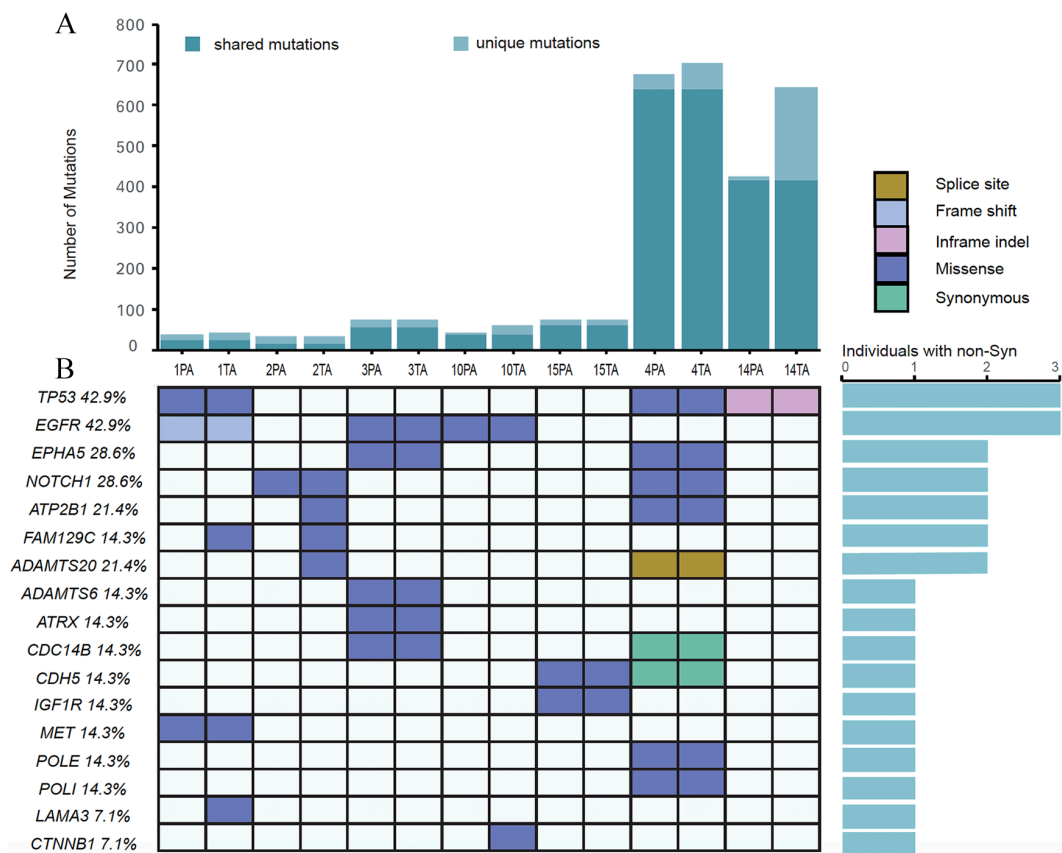 A
800
700
600
500
400
300
200
100
0
Number of Mutations
shared mutations
unique mutations
Splice site
Frame shift
Inframe indel
Missense
Synonymous
B
1PA 1TA 2PA 2TA 3PA 3TA 10PA 10TA 15PA 15TA 4PA 4TA 14PA 14TA
Individuals with non-Syn
0 1 2 3
TP53 42.9%
EGFR 42.9%
EPHA5 28.6%
NOTCH1 28.6%
ATP2B1 21.4%
FAM129C 14.3%
ADAMTS20 21.4%
ADAMTS6 14.3%
ATRX 14.3%
CDC14B 14.3%
CDH5 14.3%
IGF1R 14.3%
MET 14.3%
POLE 14.3%
POLI 14.3%
LAMA3 7.1%
CTNNB1 7.1%